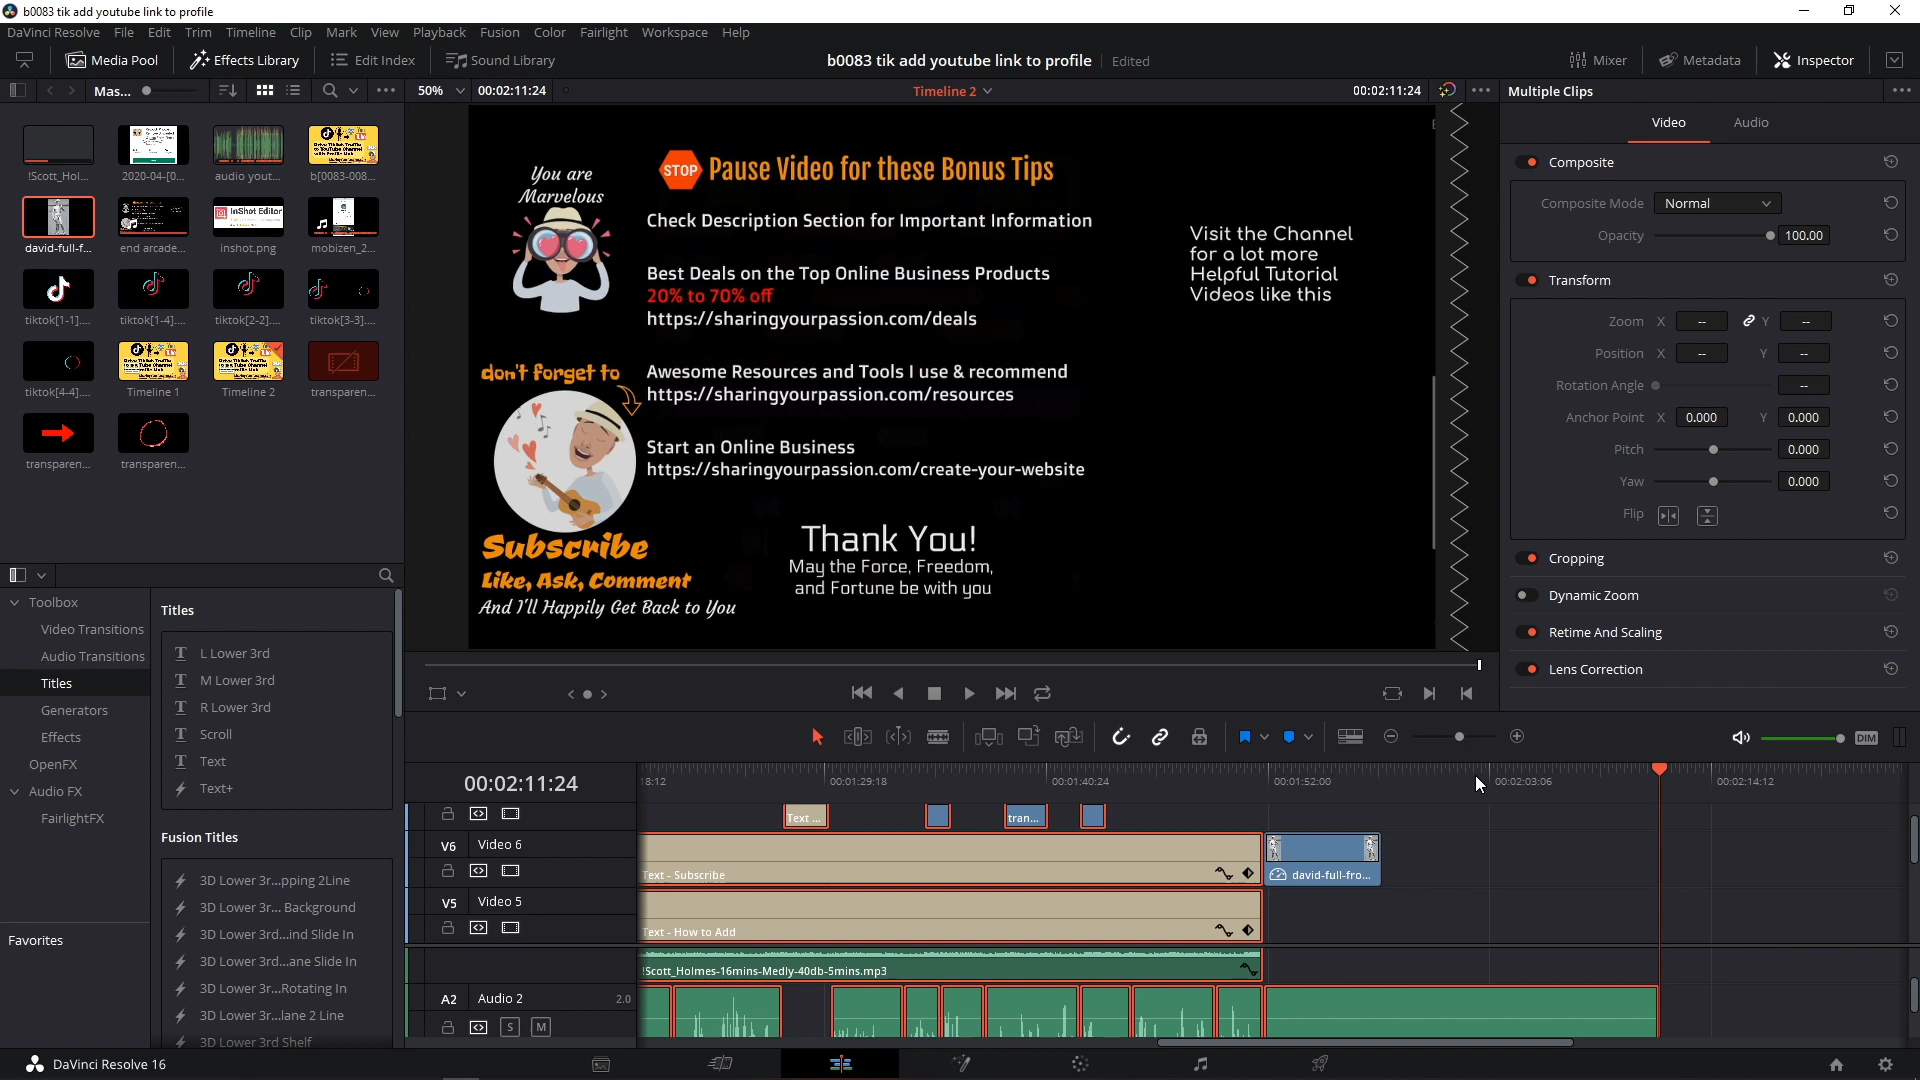 b0083 tik add youtube link to profile
DaVinci Resolve File Edit Trim Timeline Clip Mark View Playback Fusion Color Fairlight Workspace Help
Media Pool Effects Library Edit Index Sound Library
b0083 tik add youtube link to profile Edited
Mixer Metadata Inspector
Mas...
50% 00:02:11:24
Timeline 2
00:02:11:24
Multiple Clips
Video Audio
!Scott_Hol... 2020-04-[0... audio yout... b[0083-008...
david-full-f... end arcade... inshot.png mobizen_2...
tiktok[1-1].... tiktok[1-4].... tiktok[2-2].... tiktok[3-3]....
tiktok[4-4].... Timeline 1 Timeline 2 transparen...
transparen... transparen...
InShot Editor
You are
Marvelous
STOP Pause Video for these Bonus Tips
Check Description Section for Important Information
Best Deals on the Top Online Business Products
20% to 70% off
https://sharingyourpassion.com/deals
Visit the Channel
for a lot more
Helpful Tutorial
Videos like this
don't forget to
Awesome Resources and Tools I use & recommend
https://sharingyourpassion.com/resources
Start an Online Business
https://sharingyourpassion.com/create-your-website
Subscribe
Like, Ask, Comment
And I'll Happily Get Back to You
Thank You!
May the Force, Freedom,
and Fortune be with you
Composite
Composite Mode Normal
Opacity 100.00
Transform
Zoom X -- Y --
Position X -- Y --
Rotation Angle --
Anchor Point X 0.000 Y 0.000
Pitch 0.000
Yaw 0.000
Flip
Cropping
Dynamic Zoom
Retime And Scaling
Lens Correction
Toolbox
Video Transitions
Audio Transitions
Titles
Generators
Effects
OpenFX
Audio FX
FairlightFX
Favorites
Titles
L Lower 3rd
M Lower 3rd
R Lower 3rd
Scroll
Text
Text+
Fusion Titles
3D Lower 3r...pping 2Line
3D Lower 3r... Background
3D Lower 3rd...ind Slide In
3D Lower 3rd...ane Slide In
3D Lower 3r...Rotating In
3D Lower 3r...lane 2 Line
3D Lower 3rd Shelf
DIM
00:02:11:24
18:12 00:01:29:18 00:01:40:24 00:01:52:00 00:02:03:06 00:02:14:12
Text ... tran...
V6 Video 6
Text - Subscribe
david-full-fro...
V5 Video 5
Text - How to Add
!Scott_Holmes-16mins-Medly-40db-5mins.mp3
A2 Audio 2 2.0
S M
DaVinci Resolve 16